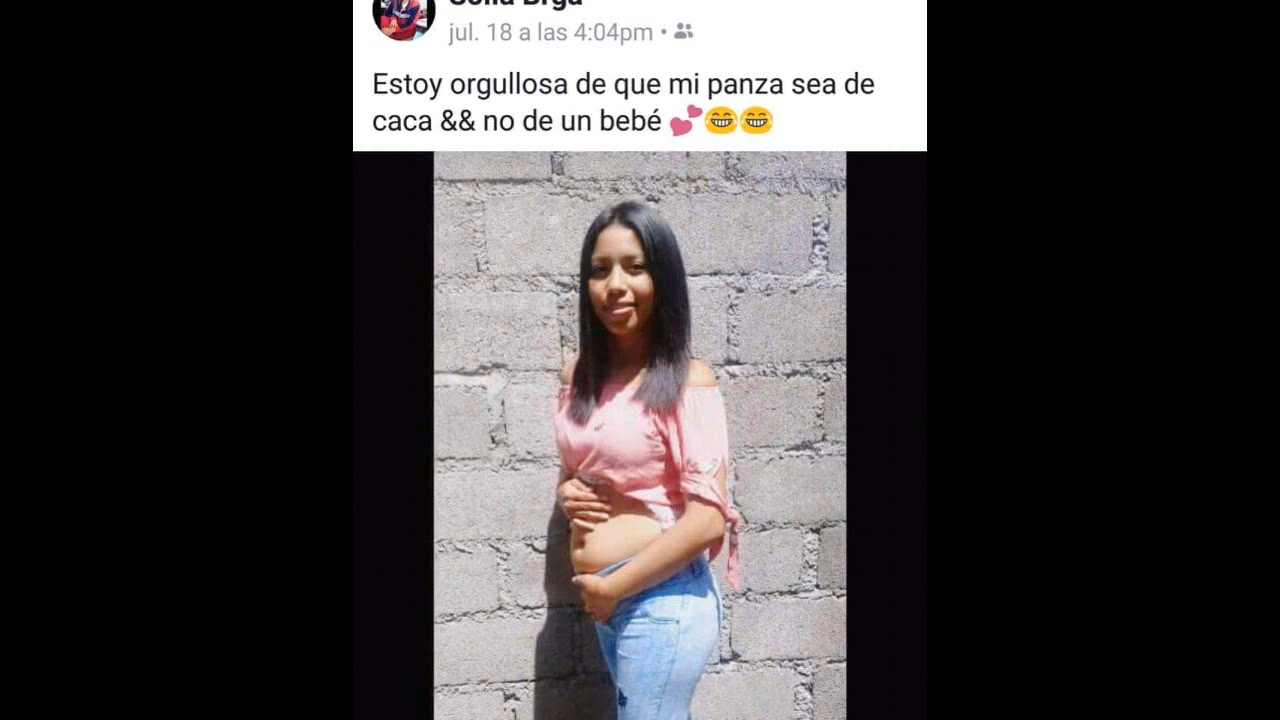 jul. 18 a las 4:04pm
Estoy orgullosa de que mi panza sea de
caca && no de un bebé 💕😂😂